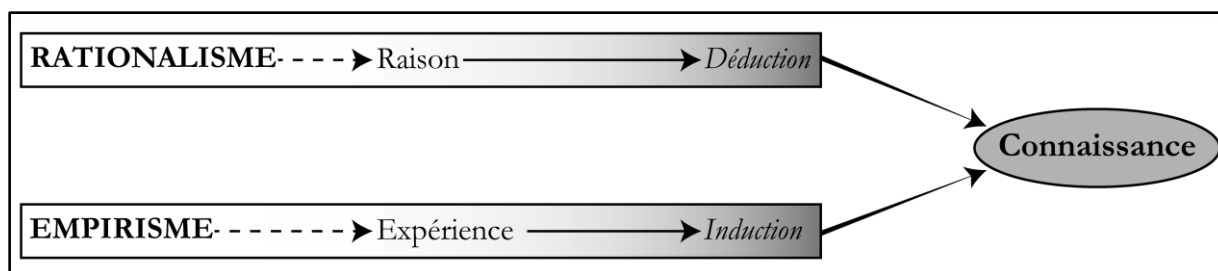 RATIONALISME Raison Déduction
Connaissance
EMPIRISME Expérience Induction